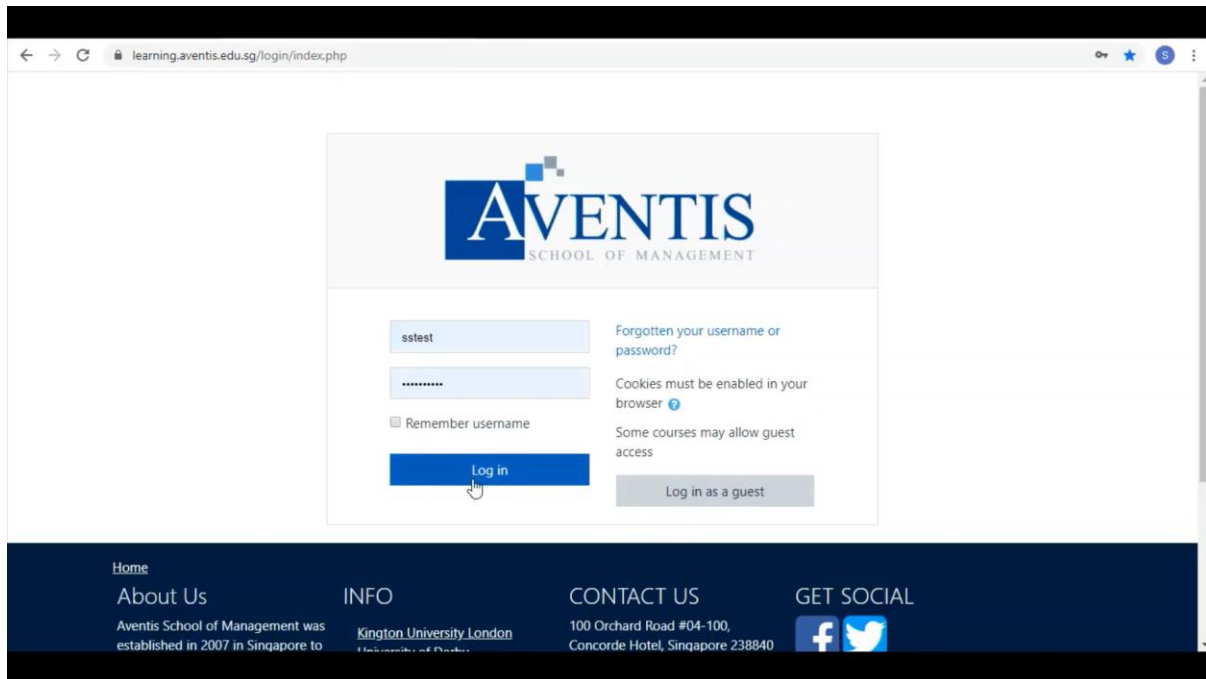 learning.aventis.edu.sg/login/index.php
S
AVENTIS
SCHOOL OF MANAGEMENT
sstest
••••••••••
Remember username
Log in
Forgotten your username or
password?
Cookies must be enabled in your
browser ?
Some courses may allow guest
access
Log in as a guest
Home
About Us
Aventis School of Management was
established in 2007 in Singapore to
INFO
Kington University London
University of Derby
CONTACT US
100 Orchard Road #04-100,
Concorde Hotel, Singapore 238840
GET SOCIAL